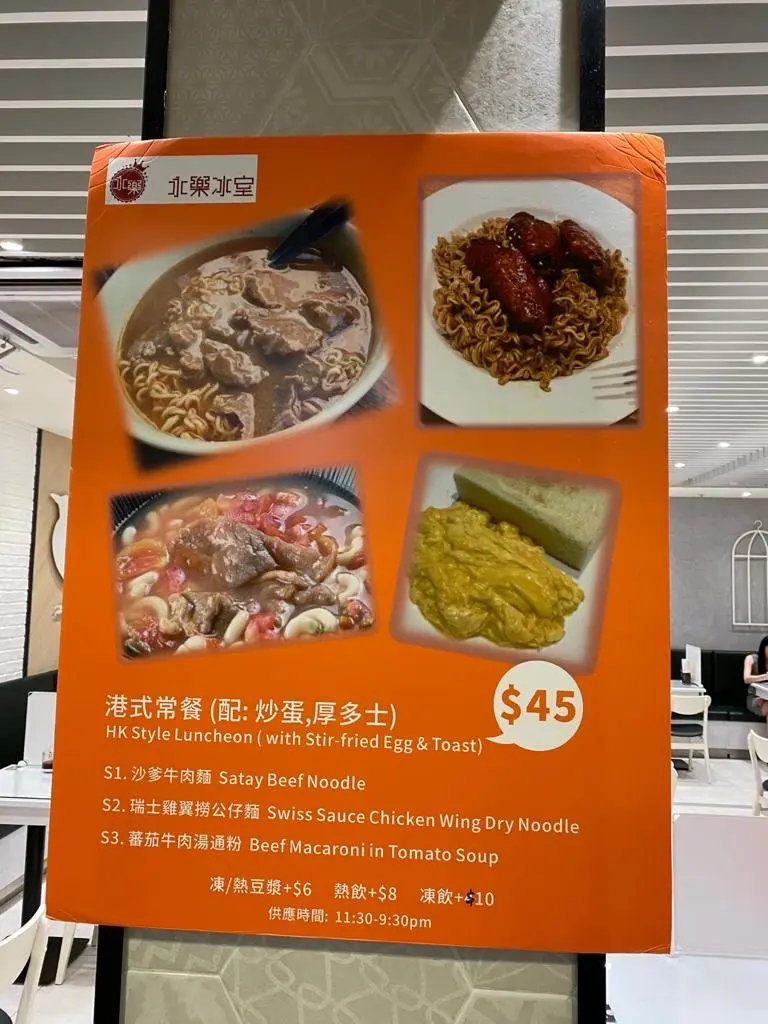 氷樂
氷樂冰室
港式常餐 (配: 炒蛋,厚多士)
$45
HK Style Luncheon ( with Stir-fried Egg & Toast)
S1. 沙爹牛肉麵 Satay Beef Noodle
S2. 瑞士雞翼撈公仔麵 Swiss Sauce Chicken Wing Dry Noodle
S3. 蕃茄牛肉湯通粉 Beef Macaroni in Tomato Soup
凍/熱豆漿+$6 熱飲+$8 凍飲+$10
供應時間: 11:30-9:30pm